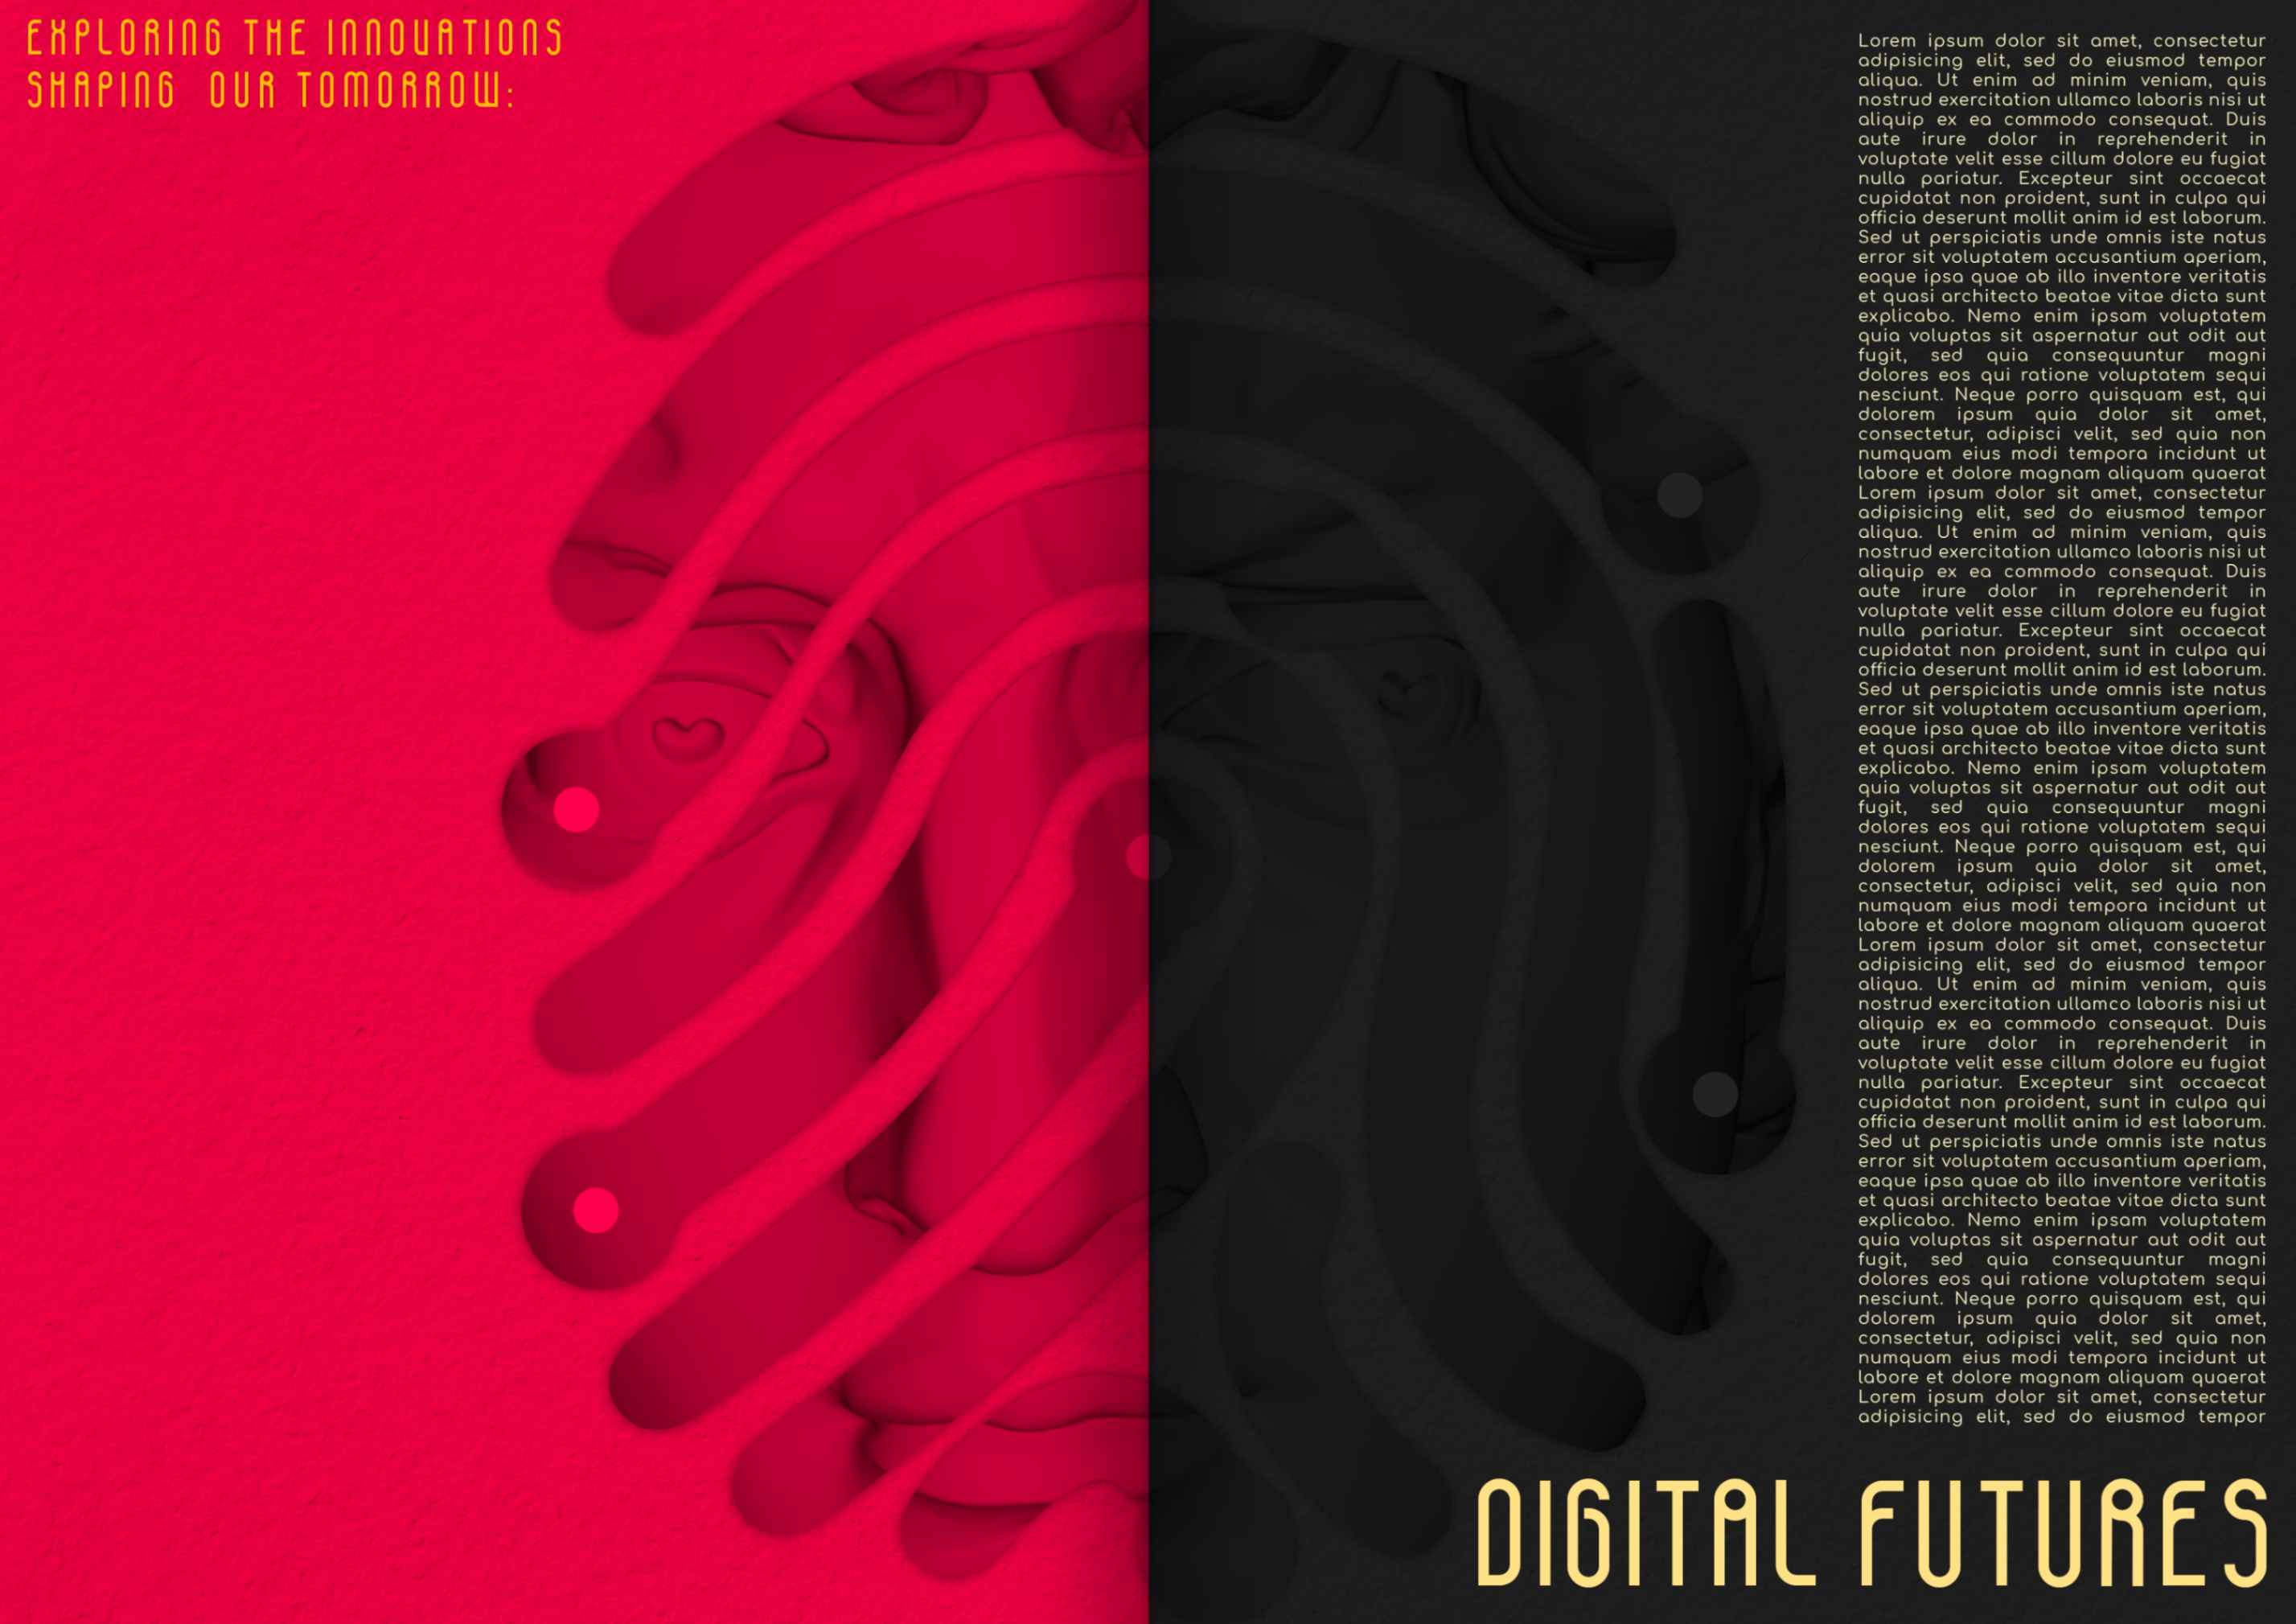 EXPLORING THE INNOVATIONS
SHAPING OUR TOMORROW:
Lorem ipsum dolor sit amet, consectetur
adipisicing elit, sed do eiusmod tempor
aliqua. Ut enim ad minim veniam, quis
nostrud exercitation ullamco laboris nisi ut
aliquip ex ea commodo consequat. Duis
aute irure dolor in reprehenderit in
voluptate velit esse cillum dolore eu fugiat
nulla pariatur. Excepteur sint occaecat
cupidatat non proident, sunt in culpa qui
officia deserunt mollit anim id est laborum.
Sed ut perspiciatis unde omnis iste natus
error sit voluptatem accusantium aperiam,
eaque ipsa quae ab illo inventore veritatis
et quasi architecto beatae vitae dicta sunt
explicabo. Nemo enim ipsam voluptatem
quia voluptas sit aspernatur aut odit aut
fugit, sed quia consequuntur magni
dolores eos qui ratione voluptatem sequi
nesciunt. Neque porro quisquam est, qui
dolorem ipsum quia dolor sit amet,
consectetur, adipisci velit, sed quia non
numquam eius modi tempora incidunt ut
labore et dolore magnam aliquam quaerat
Lorem ipsum dolor sit amet, consectetur
adipisicing elit, sed do eiusmod tempor
aliqua. Ut enim ad minim veniam, quis
nostrud exercitation ullamco laboris nisi ut
aliquip ex ea commodo consequat. Duis
aute irure dolor in reprehenderit in
voluptate velit esse cillum dolore eu fugiat
nulla pariatur. Excepteur sint occaecat
cupidatat non proident, sunt in culpa qui
officia deserunt mollit anim id est laborum.
Sed ut perspiciatis unde omnis iste natus
error sit voluptatem accusantium aperiam,
eaque ipsa quae ab illo inventore veritatis
et quasi architecto beatae vitae dicta sunt
explicabo. Nemo enim ipsam voluptatem
quia voluptas sit aspernatur aut odit aut
fugit, sed quia consequuntur magni
dolores eos qui ratione voluptatem sequi
nesciunt. Neque porro quisquam est, qui
dolorem ipsum quia dolor sit amet,
consectetur, adipisci velit, sed quia non
numquam eius modi tempora incidunt ut
labore et dolore magnam aliquam quaerat
Lorem ipsum dolor sit amet, consectetur
adipisicing elit, sed do eiusmod tempor
aliqua. Ut enim ad minim veniam, quis
nostrud exercitation ullamco laboris nisi ut
aliquip ex ea commodo consequat. Duis
aute irure dolor in reprehenderit in
voluptate velit esse cillum dolore eu fugiat
nulla pariatur. Excepteur sint occaecat
cupidatat non proident, sunt in culpa qui
officia deserunt mollit anim id est laborum.
Sed ut perspiciatis unde omnis iste natus
error sit voluptatem accusantium aperiam,
eaque ipsa quae ab illo inventore veritatis
et quasi architecto beatae vitae dicta sunt
explicabo. Nemo enim ipsam voluptatem
quia voluptas sit aspernatur aut odit aut
fugit, sed quia consequuntur magni
dolores eos qui ratione voluptatem sequi
nesciunt. Neque porro quisquam est, qui
dolorem ipsum quia dolor sit amet,
consectetur, adipisci velit, sed quia non
numquam eius modi tempora incidunt ut
labore et dolore magnam aliquam quaerat
Lorem ipsum dolor sit amet, consectetur
adipisicing elit, sed do eiusmod tempor
DIGITAL FUTURES